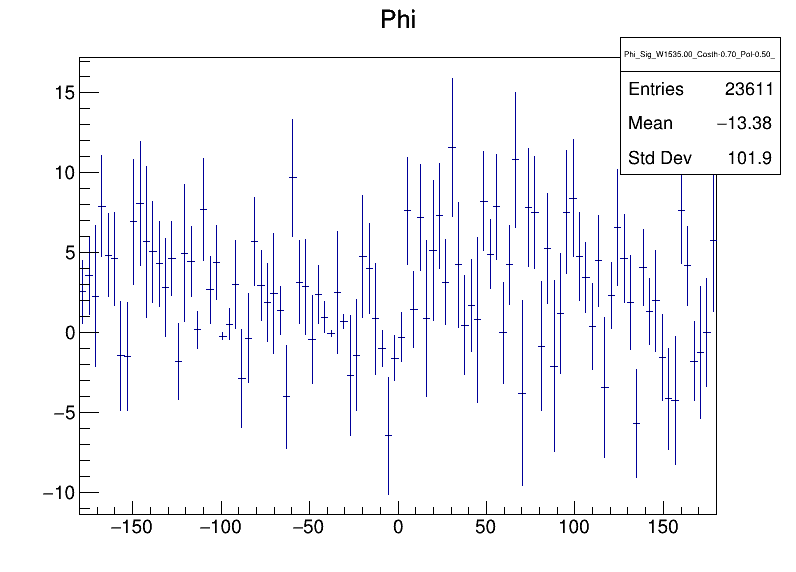 Phi
Phi_Sig_W1535.00_Costh-0.70_Pol-0.50_
Entries 23611
Mean −13.38
Std Dev 101.9
15
10
5
0
−5
−10
−150 −100 −50 0 50 100 150